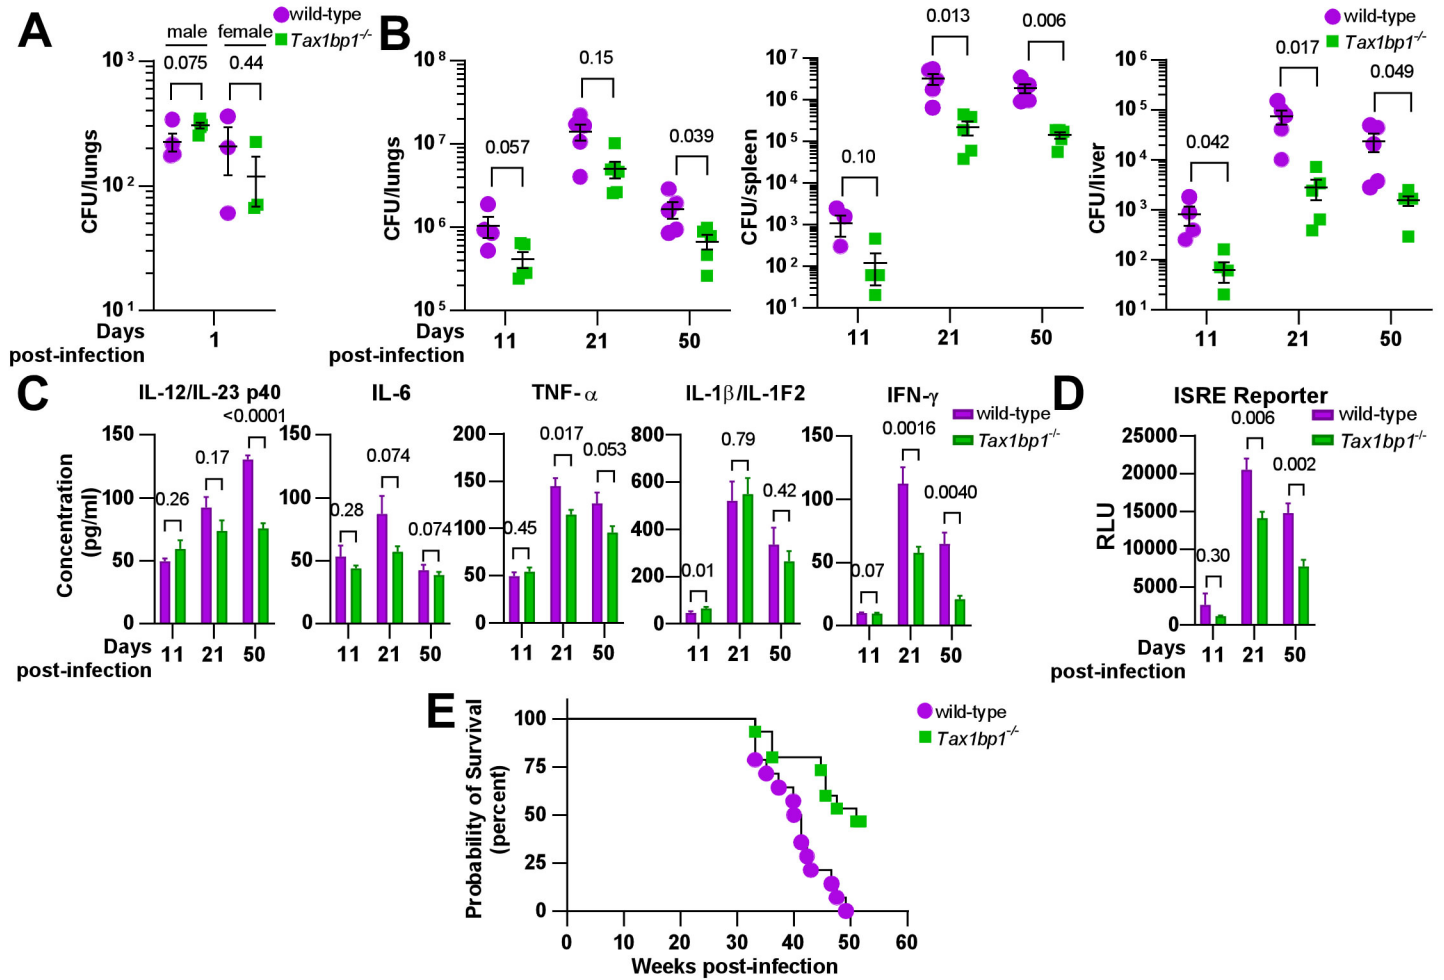 A
wild-type
Tax1bp1-/-
male female
0.075 0.44
CFU/lungs
10³
10²
10¹
Days
post-infection
1
B
wild-type
Tax1bp1-/-
CFU/lungs
10⁸
10⁷
10⁶
10⁵
0.057
0.15
0.039
Days
post-infection
11 21 50
CFU/spleen
10⁷
10⁶
10⁵
10⁴
10³
10²
10¹
0.10
0.013
0.006
11 21 50
CFU/liver
10⁶
10⁵
10⁴
10³
10²
10¹
0.042
0.017
0.049
11 21 50
C
Concentration
(pg/ml)
IL-12/IL-23 p40
<0.0001
0.17
0.26
150
100
50
0
Days
post-infection
11 21 50
IL-6
150
100
50
0
0.28
0.074
0.074
11 21 50
TNF-α
200
150
100
50
0
0.45
0.017
0.053
11 21 50
IL-1β/IL-1F2
800
600
400
200
0
0.01
0.79
0.42
11 21 50
IFN-γ
wild-type
Tax1bp1-/-
150
100
50
0
0.07
0.0016
0.0040
11 21 50
D
ISRE Reporter
wild-type
Tax1bp1-/-
RLU
25000
20000
15000
10000
5000
0
0.30
0.006
0.002
Days
post-infection
11 21 50
E
wild-type
Tax1bp1-/-
Probability of Survival
(percent)
100
75
50
25
0
0 10 20 30 40 50 60
Weeks post-infection